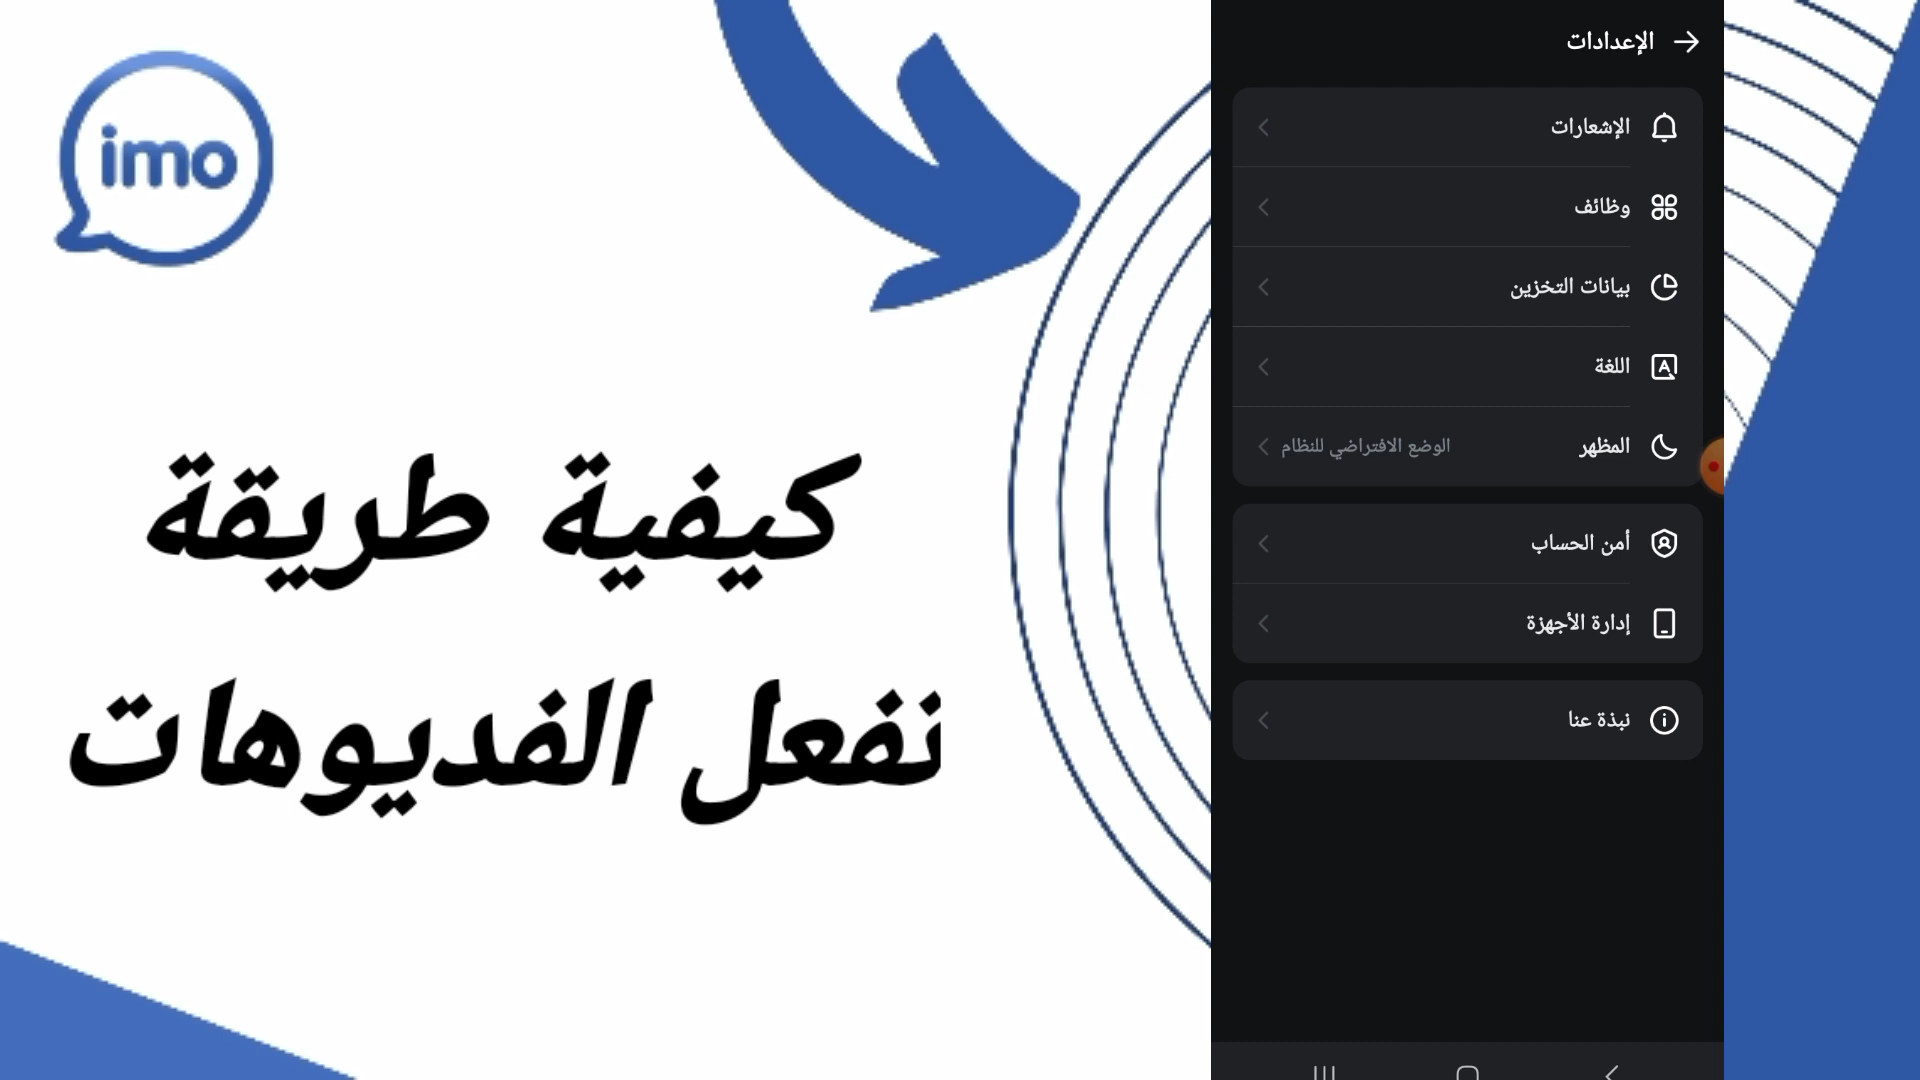 imo
كيفية طريقة
تفعل الفديوهات
الإعدادات
الإشعارات
وظائف
بيانات التخزين
اللغة
المظهر
الوضع الافتراضي للنظام
أمن الحساب
إدارة الأجهزة
نبذة عنا